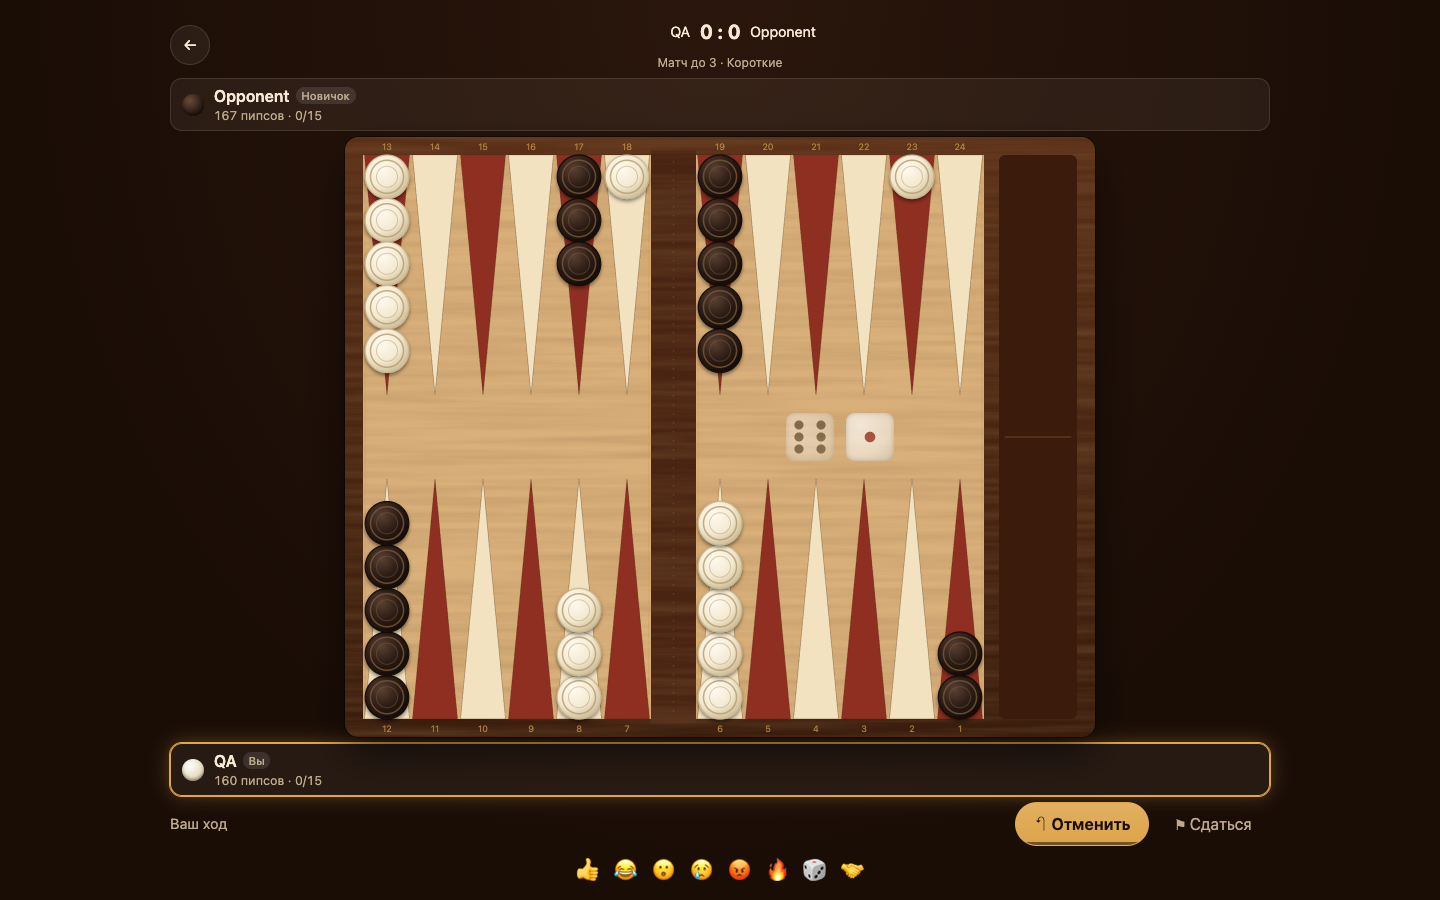 QA 0 : 0 Opponent
Матч до 3 · Короткие
Opponent Новичок
167 пипсов · 0/15
13 14 15 16 17 18 19 20 21 22 23 24
12 11 10 9 8 7 6 5 4 3 2 1
QA Вы
160 пипсов · 0/15
Ваш ход
Отменить
Сдаться